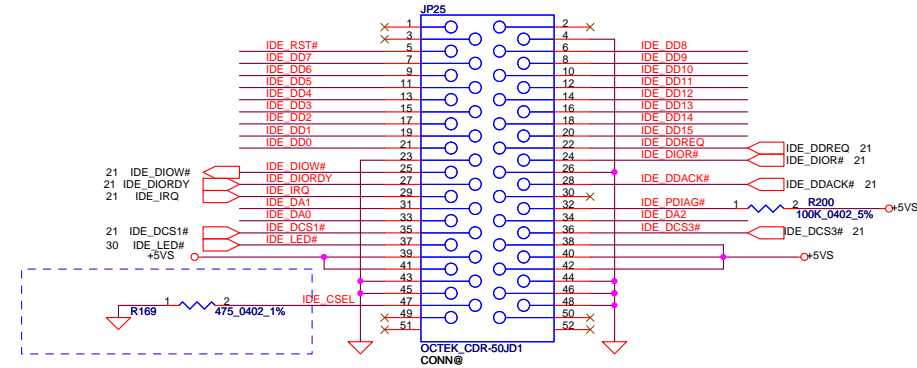 JP25
1 2
3 4
IDE_RST# 5 6 IDE_DD8
IDE_DD7 7 8 IDE_DD9
IDE_DD6 9 10 IDE_DD10
IDE_DD5 11 12 IDE_DD11
IDE_DD4 13 14 IDE_DD12
IDE_DD3 15 16 IDE_DD13
IDE_DD2 17 18 IDE_DD14
IDE_DD1 19 20 IDE_DD15
IDE_DD0 21 22 IDE_DDREQ IDE_DDREQ 21
23 24 IDE_DIOR# IDE_DIOR# 21
21 IDE_DIOW# IDE_DIOW# 25 26
21 IDE_DIORDY IDE_DIORDY 27 28 IDE_DDACK# IDE_DDACK# 21
21 IDE_IRQ IDE_IRQ 29 30
IDE_DA1 31 32 IDE_PDIAG# 1 2 R200 +5VS
100K_0402_5%
IDE_DA0 33 34 IDE_DA2
21 IDE_DCS1# IDE_DCS1# 35 36 IDE_DCS3# IDE_DCS3# 21
30 IDE_LED# IDE_LED# 37 38
+5VS 39 40 +5VS
41 42
43 44
45 46
R169 1 2 475_0402_1% IDE_CSEL 47 48
49 50
51 52
OCTEK_CDR-50JD1
CONN@